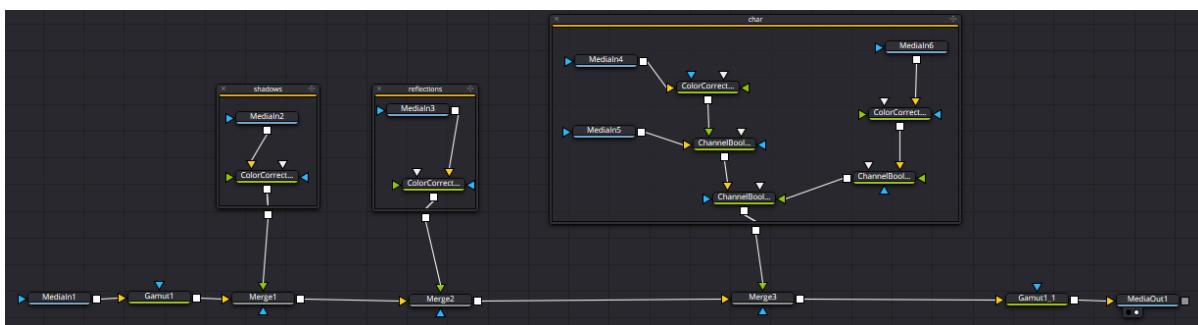 char
MediaIn6
MediaIn4
shadows
reflections
ColorCorrect...
MediaIn3
MediaIn2
ColorCorrect...
MediaIn5
ChannelBool...
ColorCorrect...
ChannelBool...
ColorCorrect...
ChannelBool...
MediaIn1
Gamut1
Merge1
Merge2
Merge3
Gamut1_1
MediaOut1